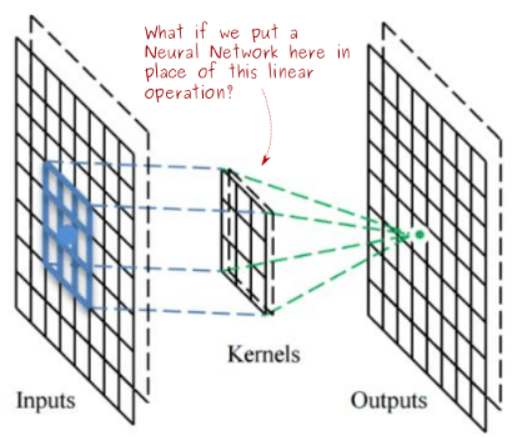 What if we put a
Neural Network here in
place of this linear
operation?
Kernels
Inputs
Outputs